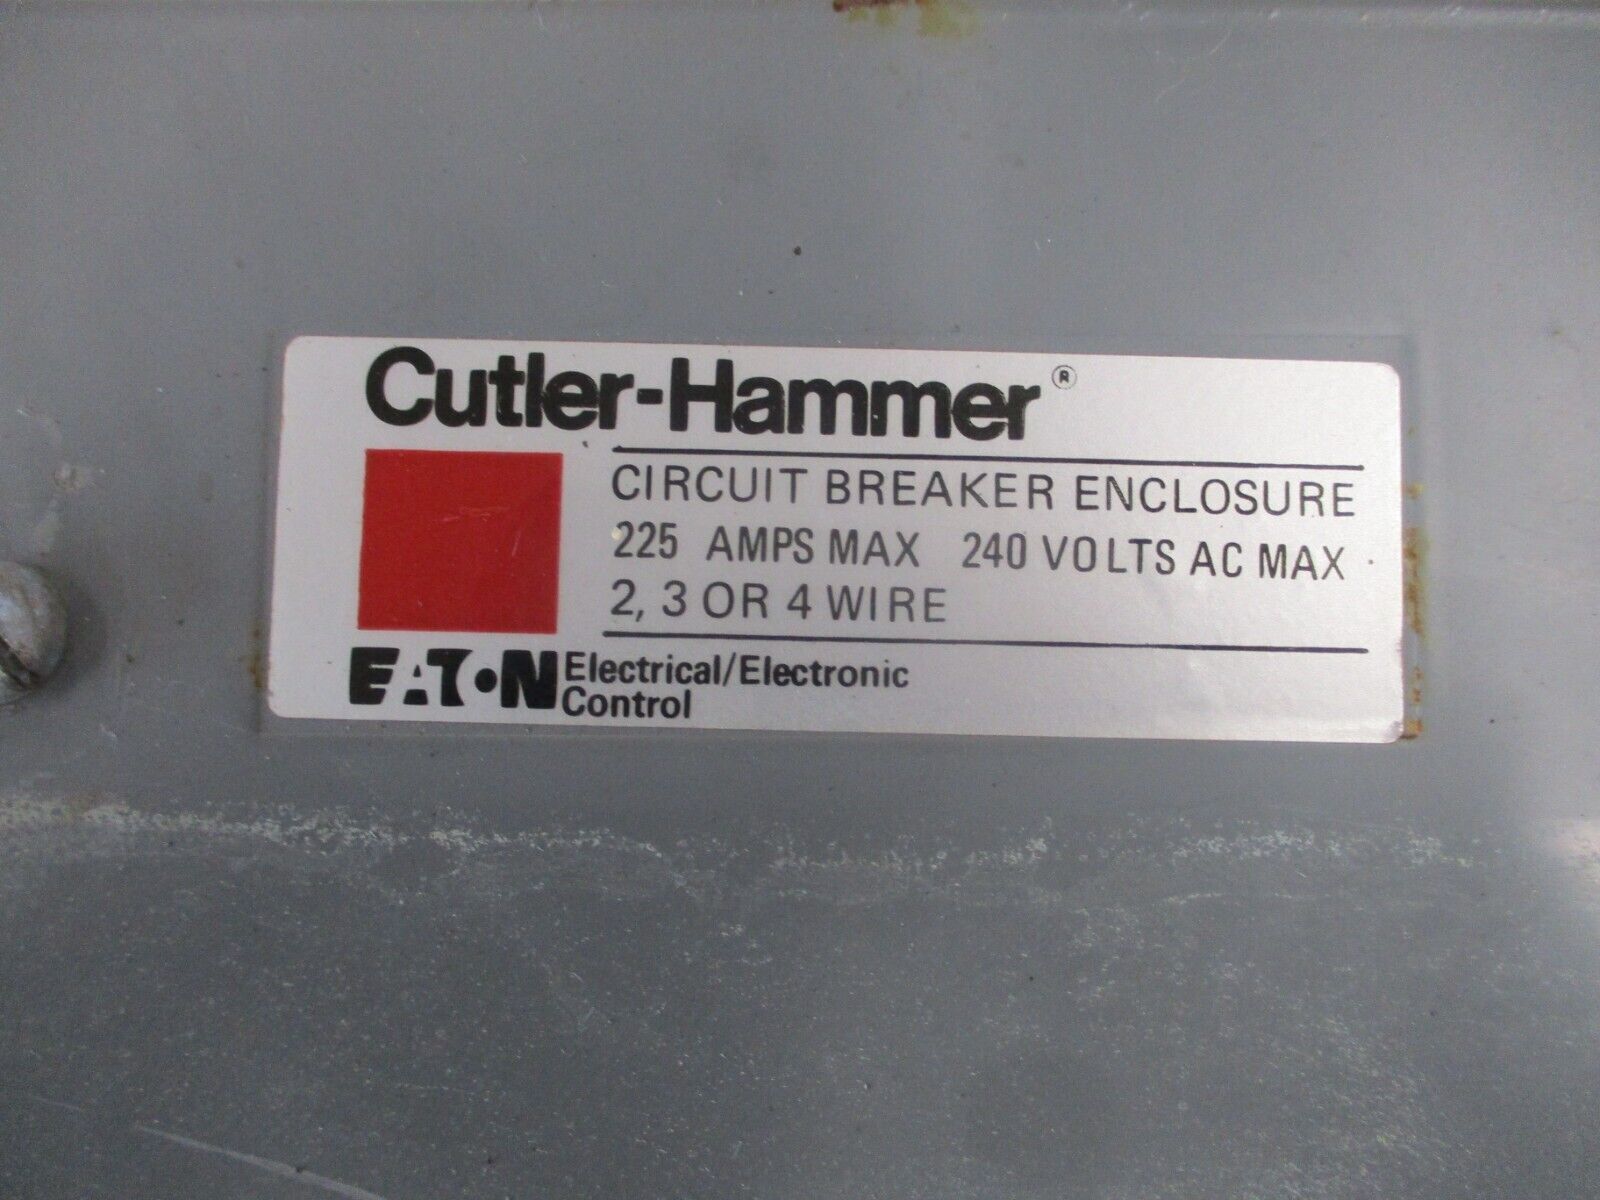 Cutler-Hammer®
CIRCUIT BREAKER ENCLOSURE
225 AMPS MAX 240 VOLTS AC MAX
2, 3 OR 4 WIRE
EAT•N Electrical/Electronic
Control